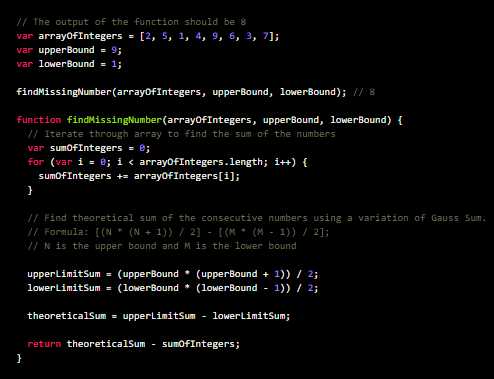 // The output of the function should be 8
var arrayOfIntegers = [2, 5, 1, 4, 9, 6, 3, 7];
var upperBound = 9;
var lowerBound = 1;
findMissingNumber(arrayOfIntegers, upperBound, lowerBound); // 8
function findMissingNumber(arrayOfIntegers, upperBound, lowerBound) {
// Iterate through array to find the sum of the numbers
var sumOfIntegers = 0;
for (var i = 0; i < arrayOfIntegers.length; i++) {
sumOfIntegers += arrayOfIntegers[i];
}
// Find theoretical sum of the consecutive numbers using a variation of Gauss Sum.
// Formula: [(N * (N + 1)) / 2] - [(M * (M - 1)) / 2];
// N is the upper bound and M is the lower bound
upperLimitSum = (upperBound * (upperBound + 1)) / 2;
lowerLimitSum = (lowerBound * (lowerBound - 1)) / 2;
theoreticalSum = upperLimitSum - lowerLimitSum;
return theoreticalSum - sumOfIntegers;
}